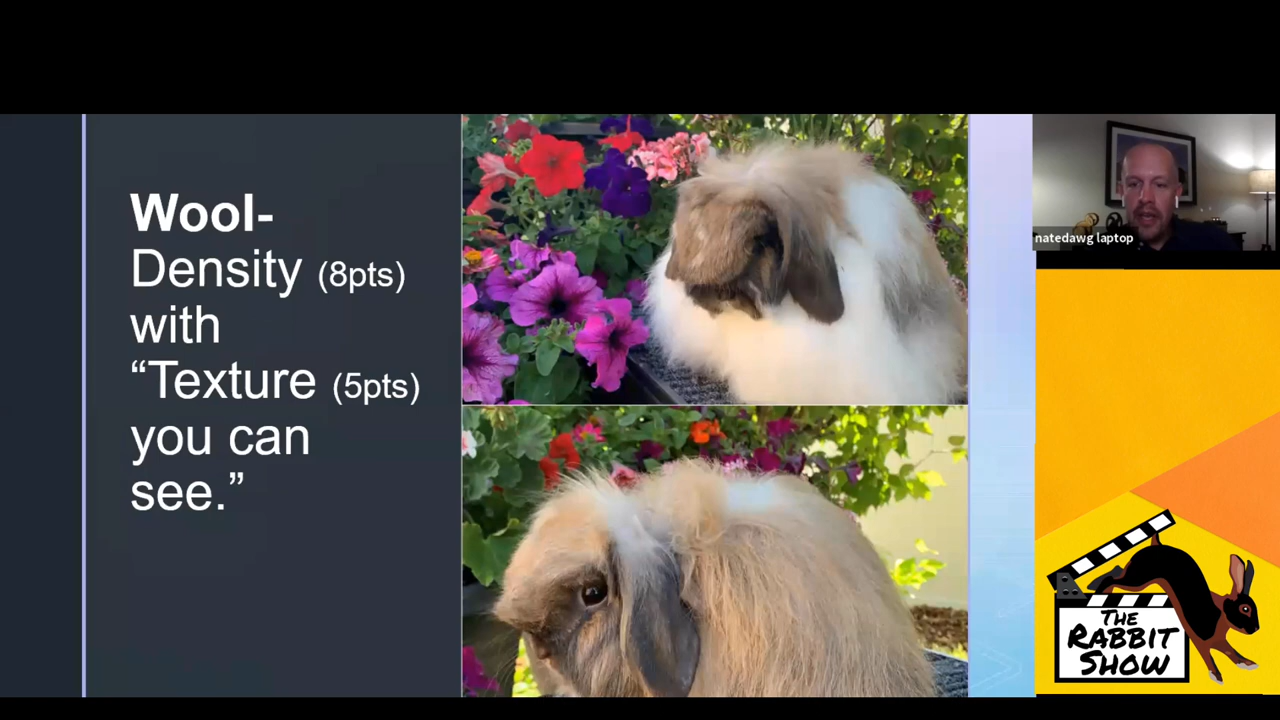 Wool-
Density (8pts)
with
“Texture (5pts)
you can
see.”
natedawg laptop
THE
RABBIT
SHOW